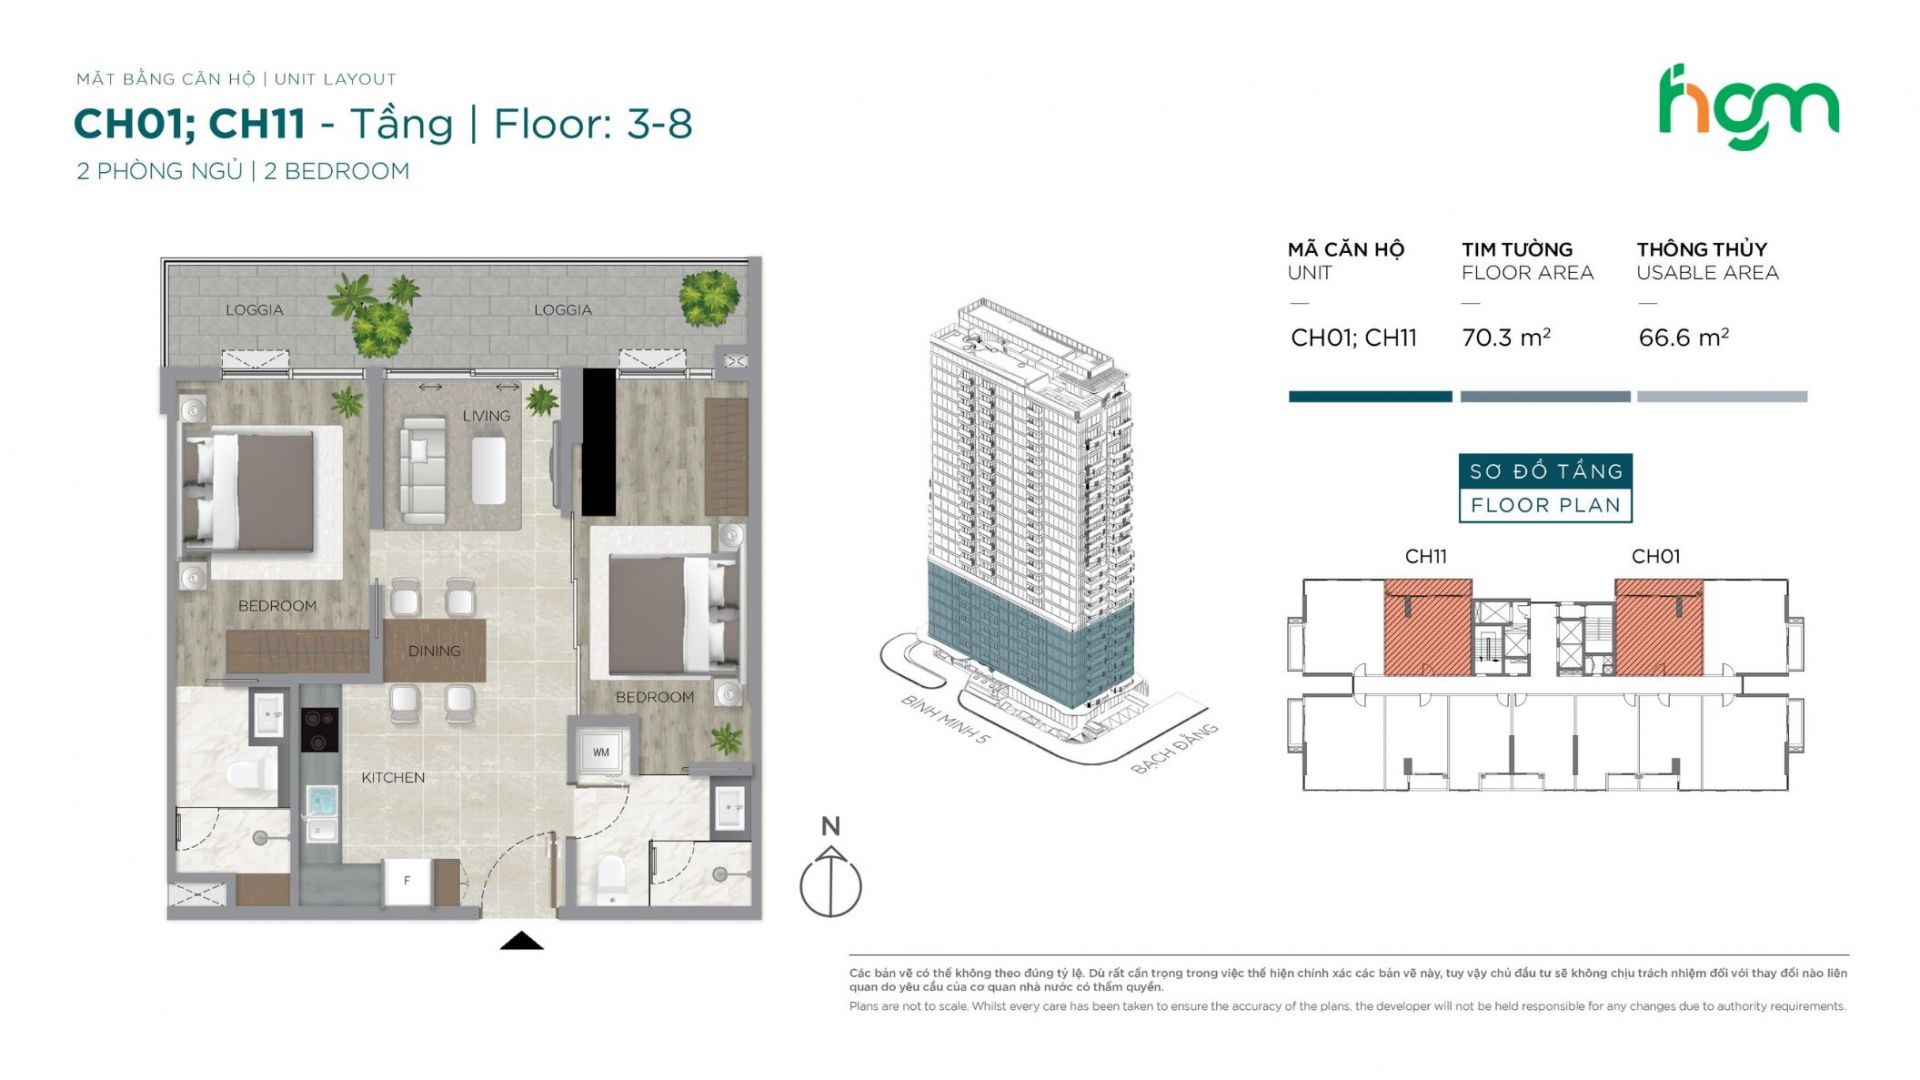 MẶT BẰNG CĂN HỘ | UNIT LAYOUT
CH01; CH11 - Tầng | Floor: 3-8
2 PHÒNG NGỦ | 2 BEDROOM
hgm
MÃ CĂN HỘ
UNIT
—
CH01; CH11
TIM TƯỜNG
FLOOR AREA
—
70.3 m²
THÔNG THỦY
USABLE AREA
—
66.6 m²
LOGGIA
LOGGIA
LIVING
BEDROOM
DINING
BEDROOM
WM
KITCHEN
F
BÌNH MINH 5
BẠCH ĐẰNG
N
SƠ ĐỒ TẦNG
FLOOR PLAN
CH11
CH01
Các bản vẽ có thể không theo đúng tỷ lệ. Dù rất cẩn trọng trong việc thể hiện chính xác các bản vẽ này, tuy vậy chủ đầu tư sẽ không chịu trách nhiệm đối với thay đổi nào liên
quan do yêu cầu của cơ quan nhà nước có thẩm quyền.
Plans are not to scale. Whilst every care has been taken to ensure the accuracy of the plans, the developer will not be held responsible for any changes due to authority requirements.